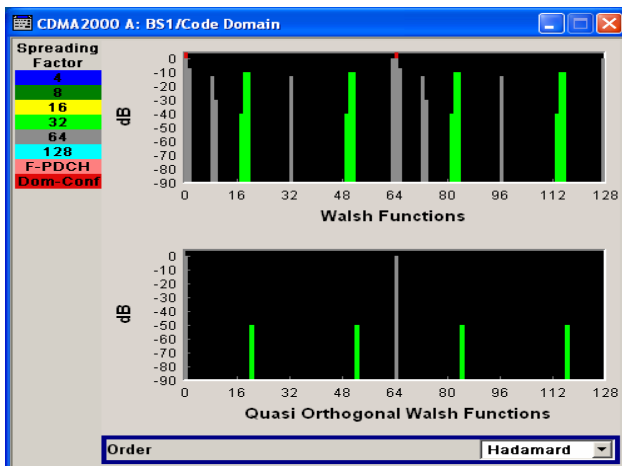 CDMA2000 A: BS1/Code Domain
Spreading
Factor
4
8
16
32
64
128
F-PDCH
Dom-Conf
dB
0
-10
-20
-30
-40
-50
-60
-70
-80
-90
0 16 32 48 64 80 96 112 128
Walsh Functions
dB
0
-10
-20
-30
-40
-50
-60
-70
-80
-90
0 16 32 48 64 80 96 112 128
Quasi Orthogonal Walsh Functions
Order Hadamard